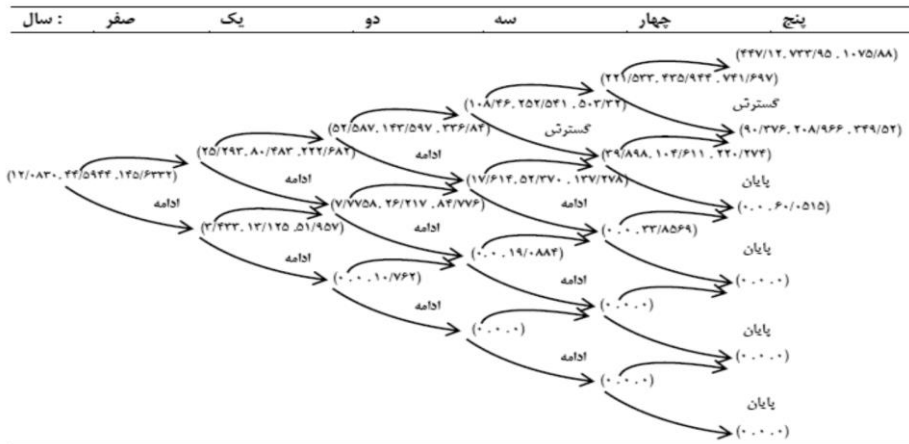 سال : صفر یک دو سه چهار پنج
(۴۴۷/۱۲ . ۷۳۳/۹۵ . ۱۰۷۵/۸۸)
(۲۲۱/۵۳۳ . ۴۳۵/۹۴۴ . ۷۴۱/۶۹۷)
(۱۰۸/۴۶ . ۲۵۲/۵۴۱ . ۵۰۳/۳۲) گسترش
(۵۲/۵۸۷ . ۱۴۳/۵۹۷ . ۳۳۶/۸۴) گسترش (۹۰/۳۷۶ . ۲۰۸/۹۶۶ . ۳۴۹/۵۲)
(۲۵/۲۹۳ . ۸۰/۴۸۳ . ۲۲۲/۶۸۲) ادامه (۳۹/۸۹۸ . ۱۰۴/۶۱۱ . ۲۲۰/۲۷۴)
(۱۲/۰۸۳۰ . ۴۴/۵۹۴۴ . ۱۴۵/۶۳۳۲) ادامه (۱۷/۶۱۴ . ۵۲/۳۷۰ . ۱۳۷/۲۷۸) پایان
ادامه (۷/۷۷۵۸ . ۲۶/۲۱۷ . ۸۴/۷۷۶) ادامه (۰ . ۰ . ۶۰/۰۵۱۵)
(۳/۴۳۳ . ۱۳/۱۲۵ . ۵۱/۹۵۷) ادامه (۰ . ۰ . ۳۳/۸۵۶۹)
ادامه (۰ . ۰ . ۱۹/۰۸۸۴) پایان
(۰ . ۰ . ۱۰/۷۶۲) ادامه (۰ . ۰ . ۰)
ادامه (۰ . ۰ . ۰)
(۰ . ۰ . ۰) پایان
ادامه (۰ . ۰ . ۰)
(۰ . ۰ . ۰)
پایان
(۰ . ۰ . ۰)